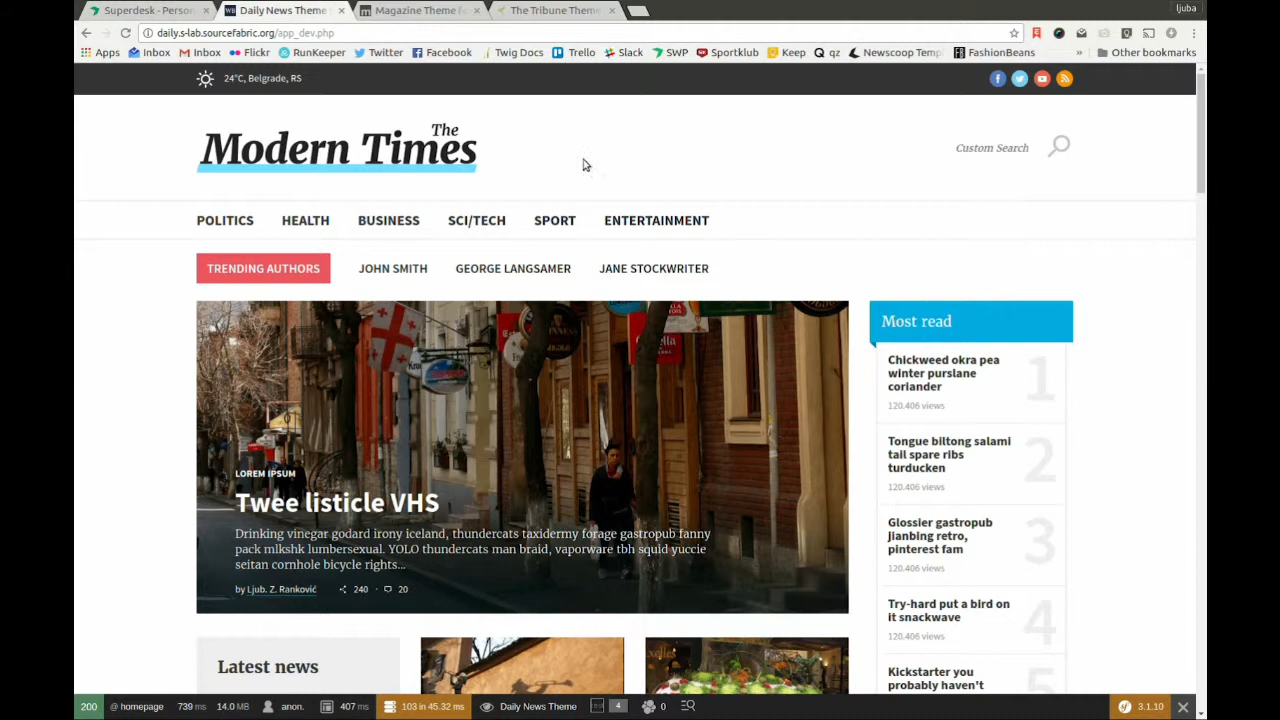 Superdesk - Person
Daily News Theme
Magazine Theme f
The Tribune Theme
ljuba
daily.s-lab.sourcefabric.org/app_dev.php
Apps Inbox Inbox Flickr RunKeeper Twitter Facebook Twig Docs Trello Slack SWP Sportklub Keep qz Newscoop Templ FashionBeans » Other bookmarks
24°C, Belgrade, RS
The
Modern Times
Custom Search
POLITICS HEALTH BUSINESS SCI/TECH SPORT ENTERTAINMENT
TRENDING AUTHORS JOHN SMITH GEORGE LANGSAMER JANE STOCKWRITER
GUINNESS
LOREM IPSUM
Twee listicle VHS
Drinking vinegar godard irony iceland, thundercats taxidermy forage gastropub fanny
pack mlkshk lumbersexual. YOLO thundercats man braid, vaporware tbh squid yuccie
seitan cornhole bicycle rights...
by Ljub. Z. Ranković 240 · 20
Most read
Chickweed okra pea
winter purslane
coriander
120.406 views
1
Tongue biltong salami
tail spare ribs
turducken
120.406 views
2
Glossier gastropub
jianbing retro,
pinterest fam
120.406 views
3
Try-hard put a bird on
it snackwave
120.406 views
4
Kickstarter you
probably haven't
5
Latest news
200 @ homepage 739 ms 14.0 MB anon. 407 ms 103 in 45.32 ms Daily News Theme 4 0 3.1.10